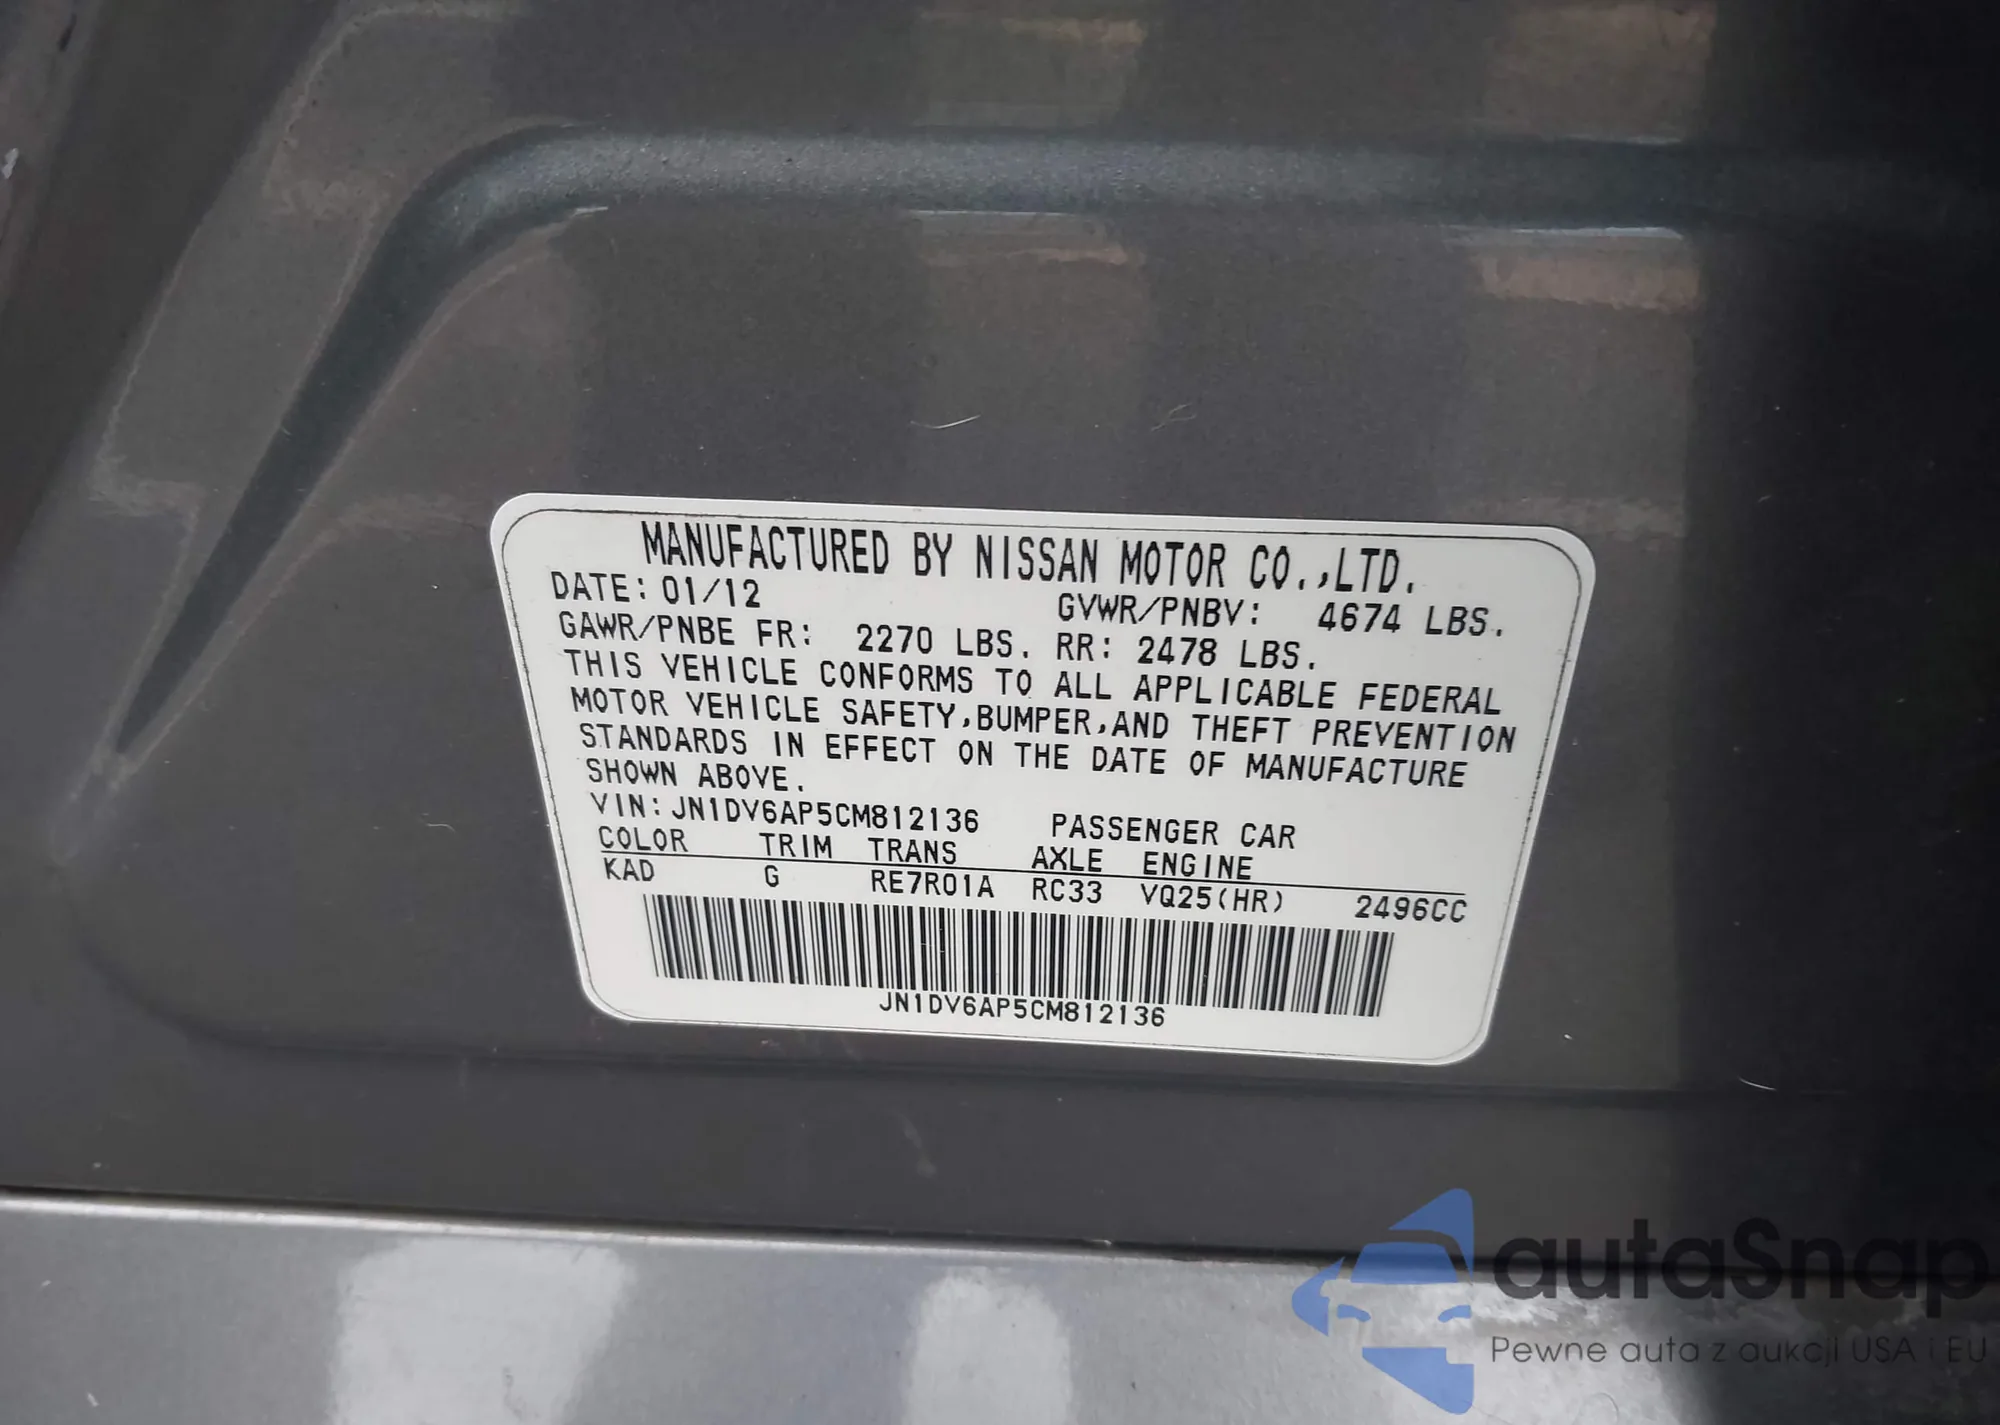 MANUFACTURED BY NISSAN MOTOR CO.,LTD.
DATE: 01/12 GVWR/PNBV: 4674 LBS.
GAWR/PNBE FR: 2270 LBS. RR: 2478 LBS.
THIS VEHICLE CONFORMS TO ALL APPLICABLE FEDERAL
MOTOR VEHICLE SAFETY,BUMPER,AND THEFT PREVENTION
STANDARDS IN EFFECT ON THE DATE OF MANUFACTURE
SHOWN ABOVE.
VIN: JN1DV6AP5CM812136 PASSENGER CAR
COLOR TRIM TRANS AXLE ENGINE
KAD G RE7R01A RC33 VQ25(HR) 2496CC
JN1DV6AP5CM812136
autaSnap
Pewne auta z aukcji USA i EU